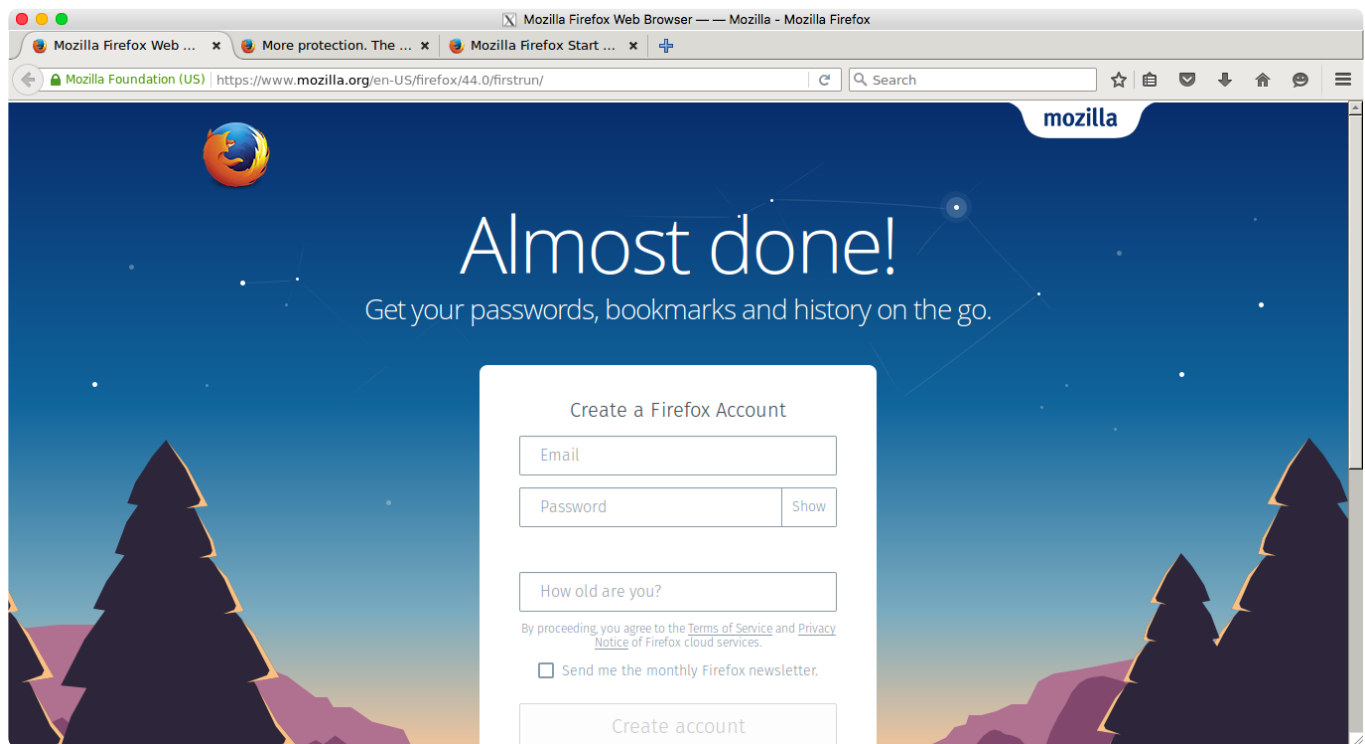 Mozilla Firefox Web Browser — — Mozilla - Mozilla Firefox
Mozilla Firefox Web ...
More protection. The ...
Mozilla Firefox Start ...
Mozilla Foundation (US)
https://www.mozilla.org/en-US/firefox/44.0/firstrun/
Search
mozilla
Almost done!
Get your passwords, bookmarks and history on the go.
Create a Firefox Account
Email
Password
Show
How old are you?
By proceeding, you agree to the Terms of Service and Privacy
Notice of Firefox cloud services.
Send me the monthly Firefox newsletter.
Create account